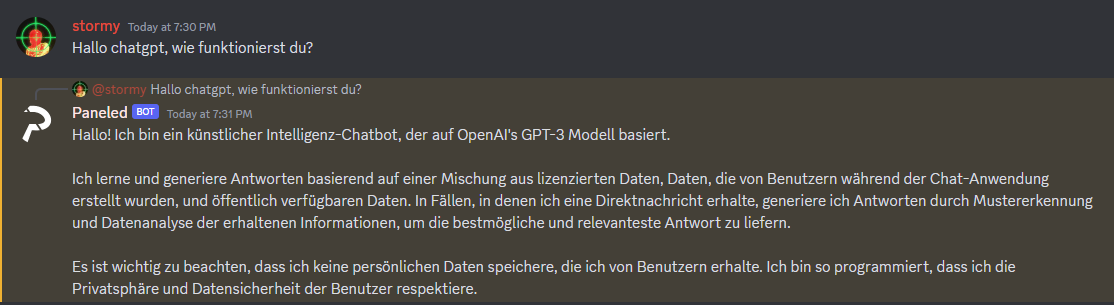 stormy Today at 7:30 PM
Hallo chatgpt, wie funktionierst du?
@stormy Hallo chatgpt, wie funktionierst du?
Paneled BOT Today at 7:31 PM
Hallo! Ich bin ein künstlicher Intelligenz-Chatbot, der auf OpenAI's GPT-3 Modell basiert.
Ich lerne und generiere Antworten basierend auf einer Mischung aus lizenzierten Daten, Daten, die von Benutzern während der Chat-Anwendung
erstellt wurden, und öffentlich verfügbaren Daten. In Fällen, in denen ich eine Direktnachricht erhalte, generiere ich Antworten durch Mustererkennung
und Datenanalyse der erhaltenen Informationen, um die bestmögliche und relevanteste Antwort zu liefern.
Es ist wichtig zu beachten, dass ich keine persönlichen Daten speichere, die ich von Benutzern erhalte. Ich bin so programmiert, dass ich die
Privatsphäre und Datensicherheit der Benutzer respektiere.